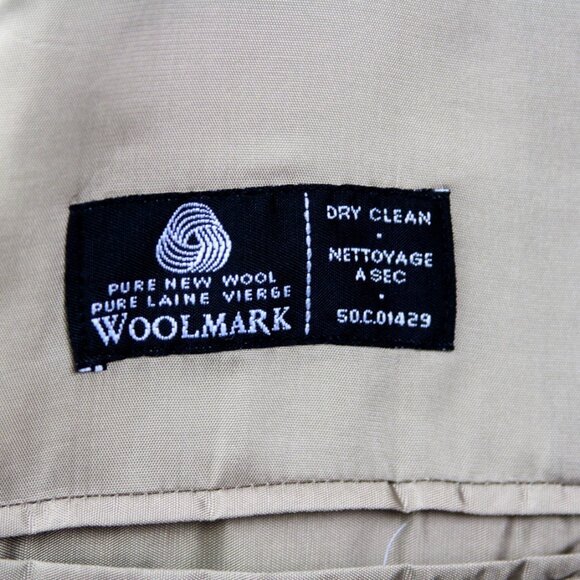 PURE NEW WOOL
PURE LAINE VIERGE
WOOLMARK
DRY CLEAN
NETTOYAGE
A SEC
50.C.01429